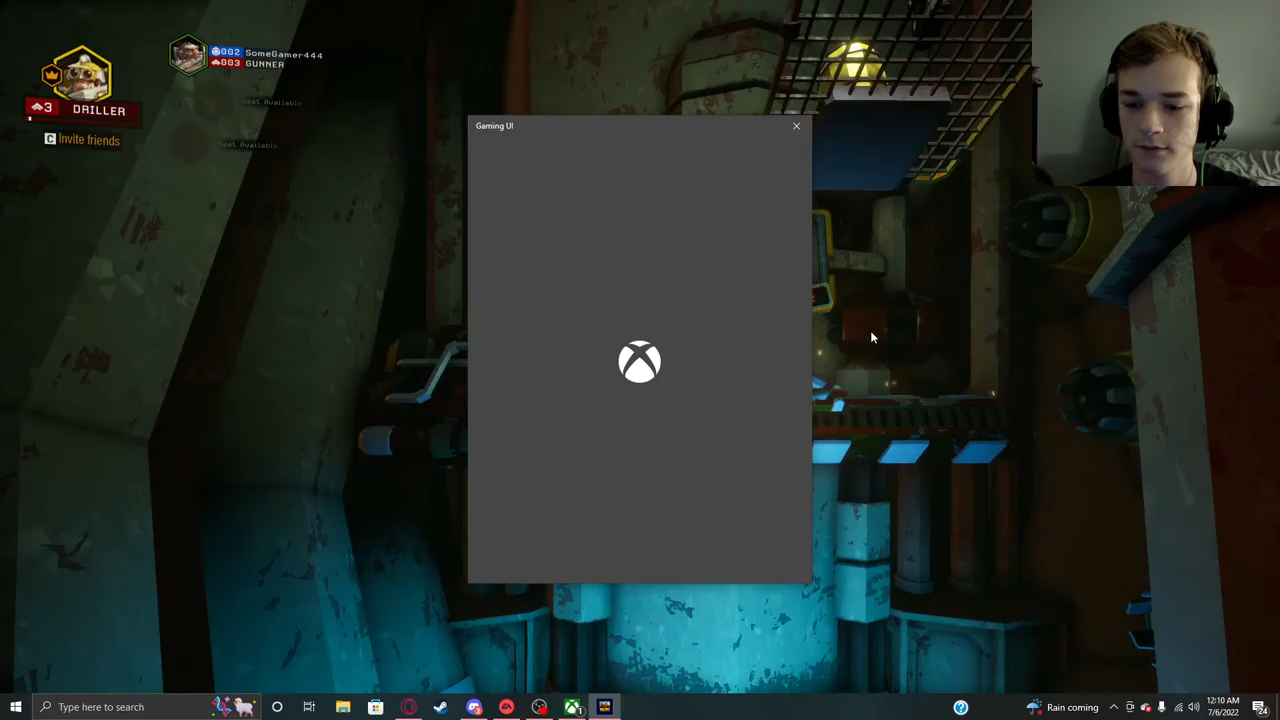 002 SomeGamer444
003 GUNNER
3 DRILLER
Seat Available
C Invite friends
Seat Available
Gaming UI
Type here to search
Rain coming
12:10 AM
7/6/2022